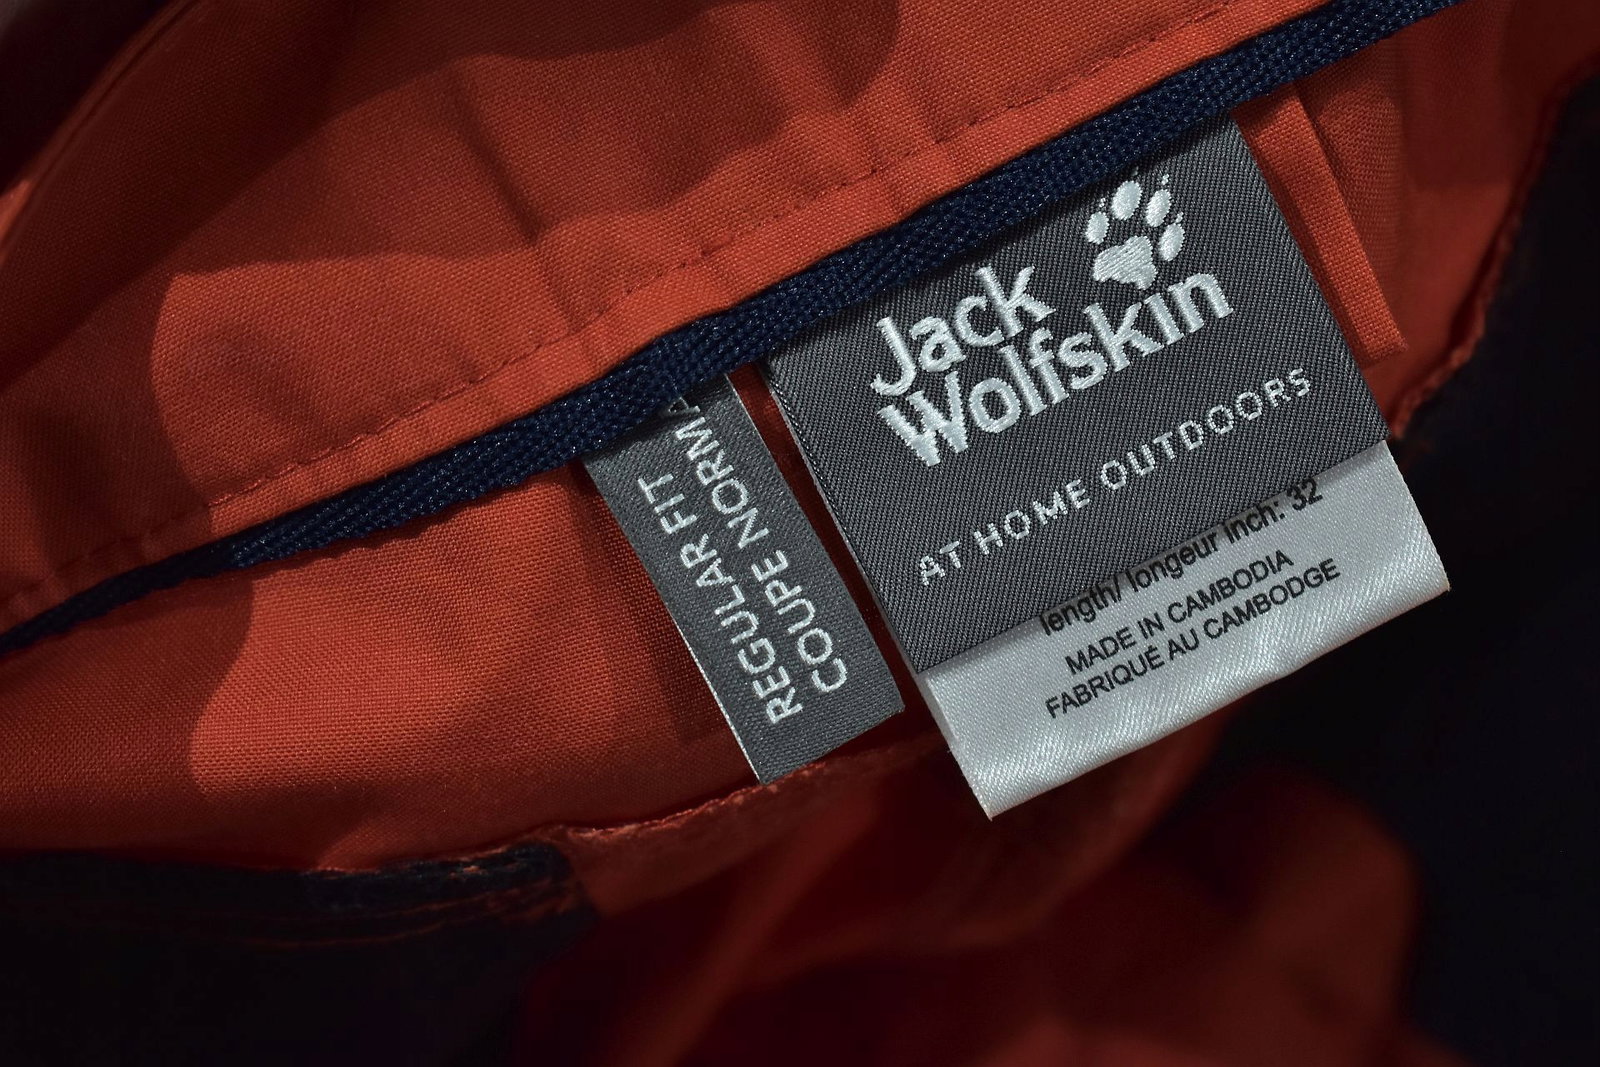 REGULAR FIT
COUPE NORMA
Jack
Wolfskin
AT HOME OUTDOORS
length/ longeur inch: 32
MADE IN CAMBODIA
FABRIQUÉ AU CAMBODGE